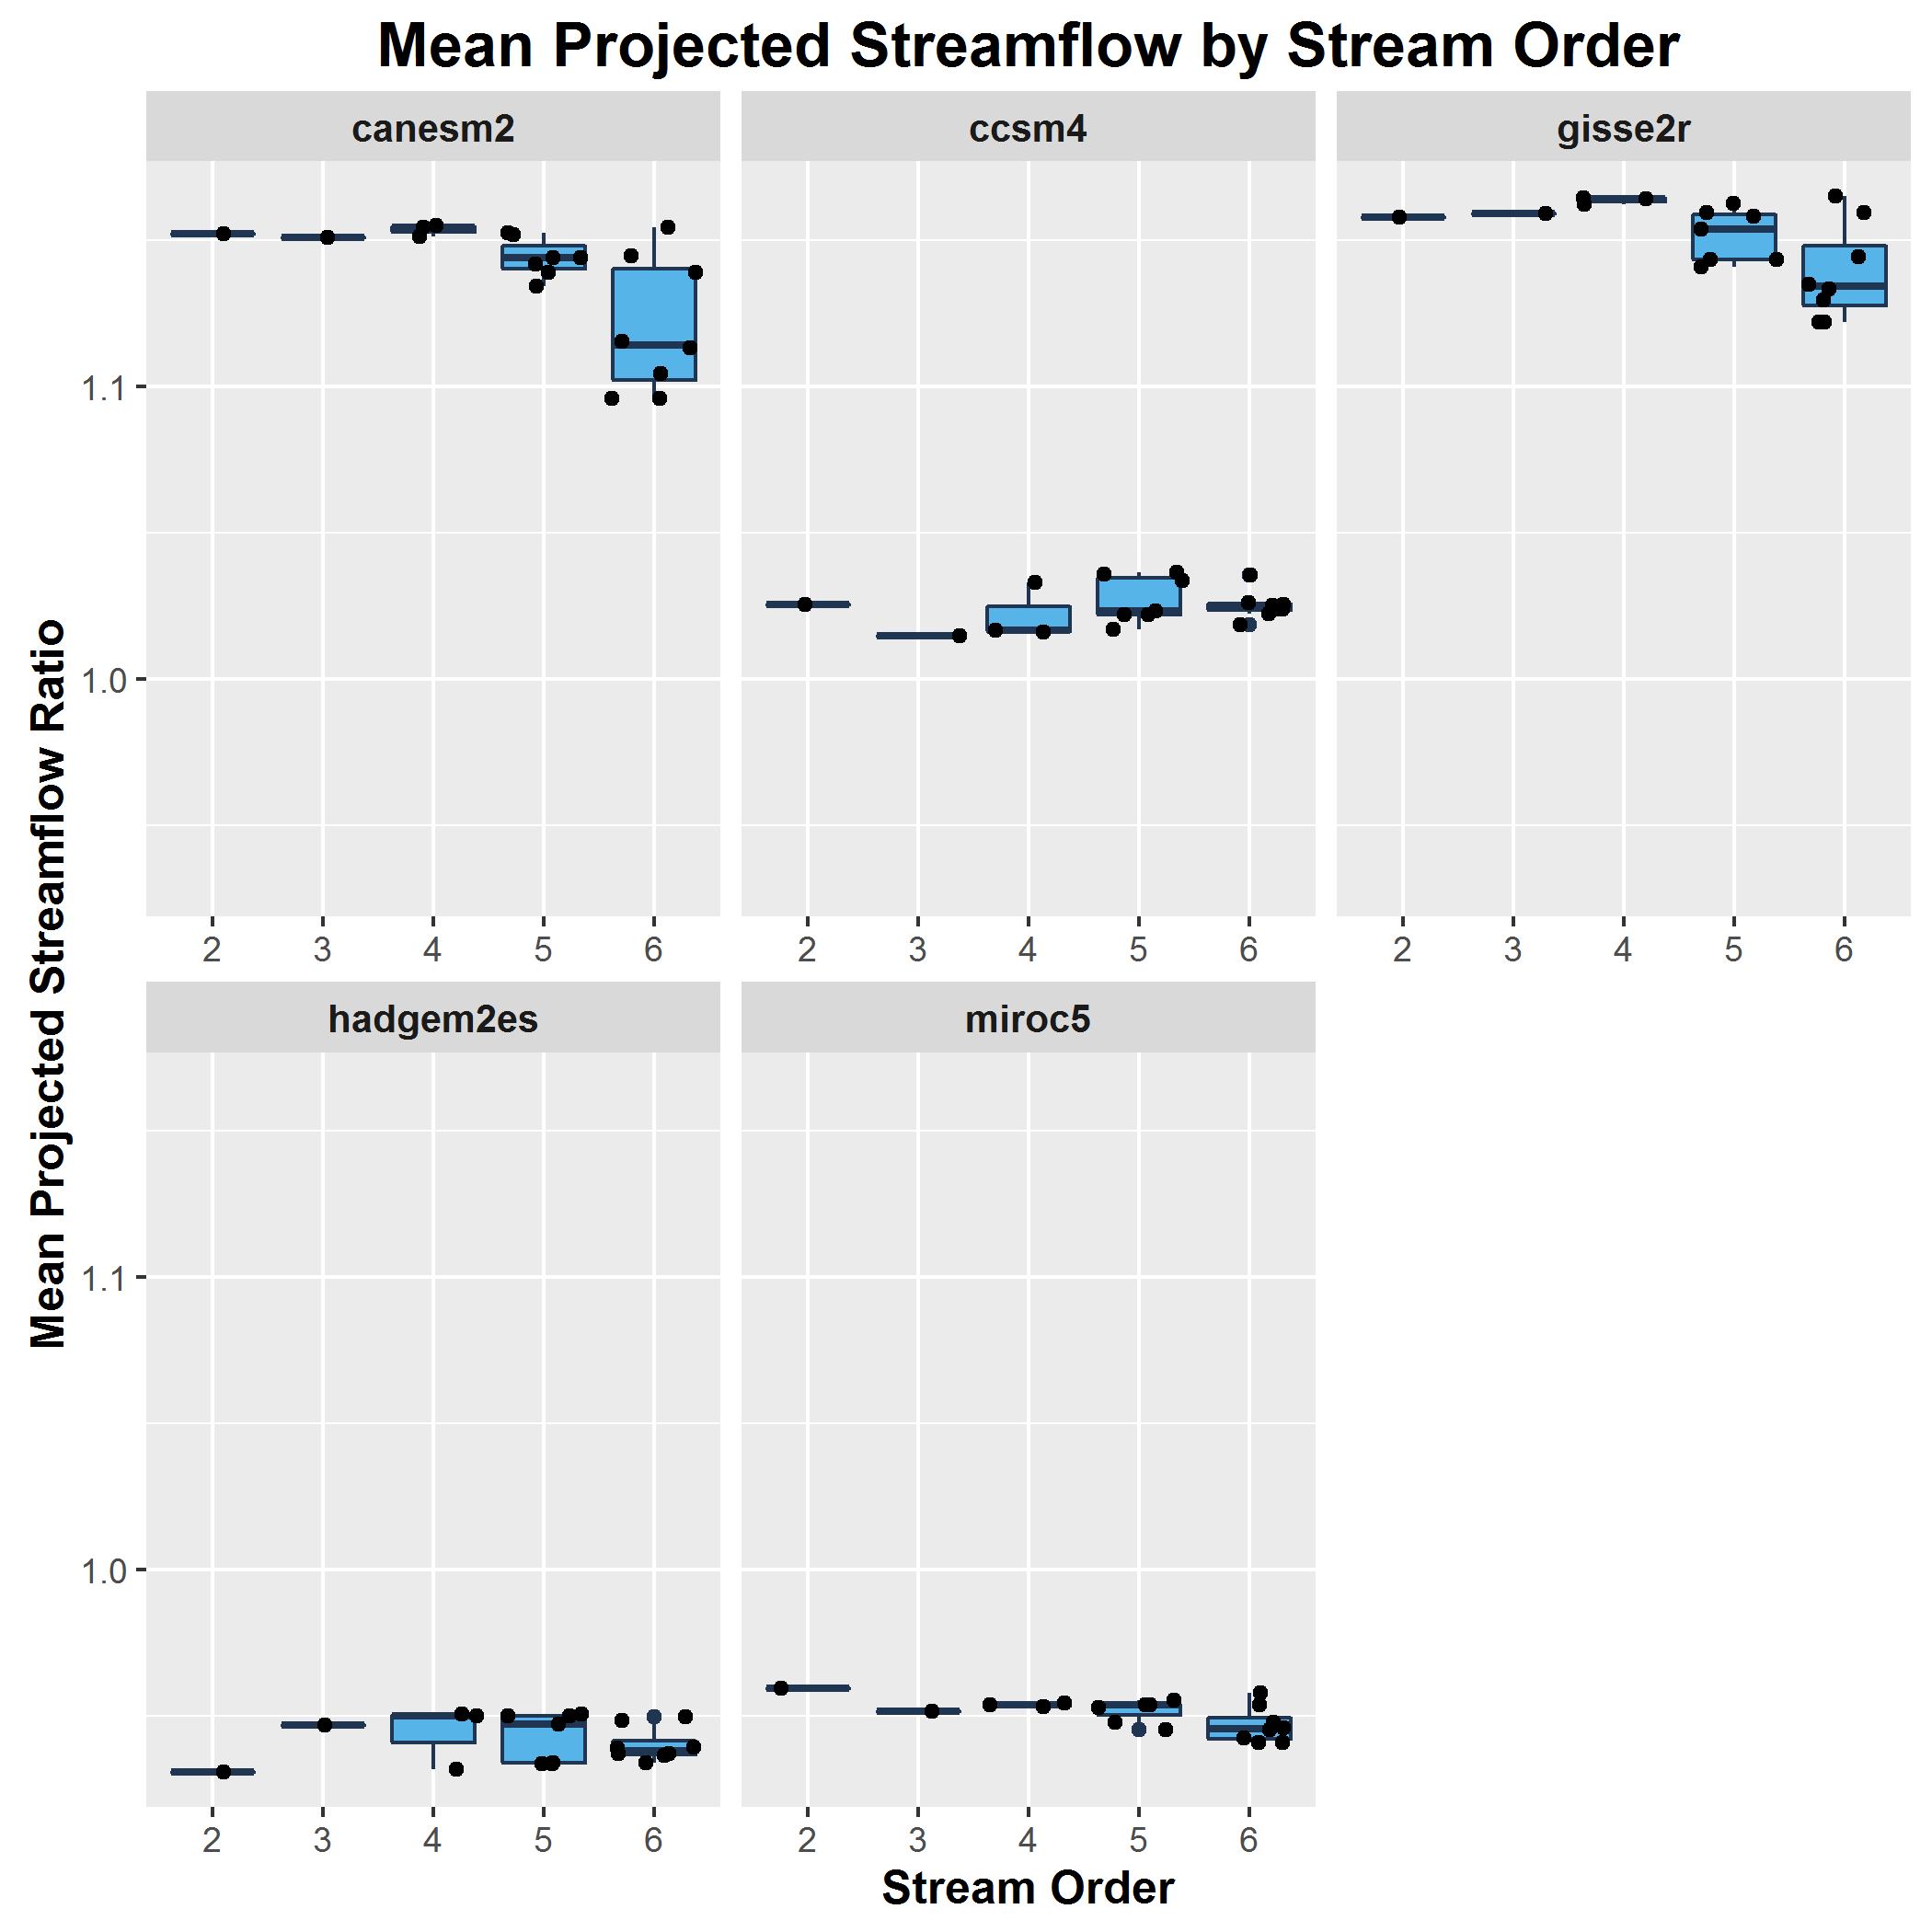 Mean Projected Streamflow by Stream Order
canesm2
ccsm4
gisse2r
1.1
1.0
2 3 4 5 6
2 3 4 5 6
2 3 4 5 6
Mean Projected Streamflow Ratio
hadgem2es
miroc5
1.1
1.0
2 3 4 5 6
2 3 4 5 6
Stream Order